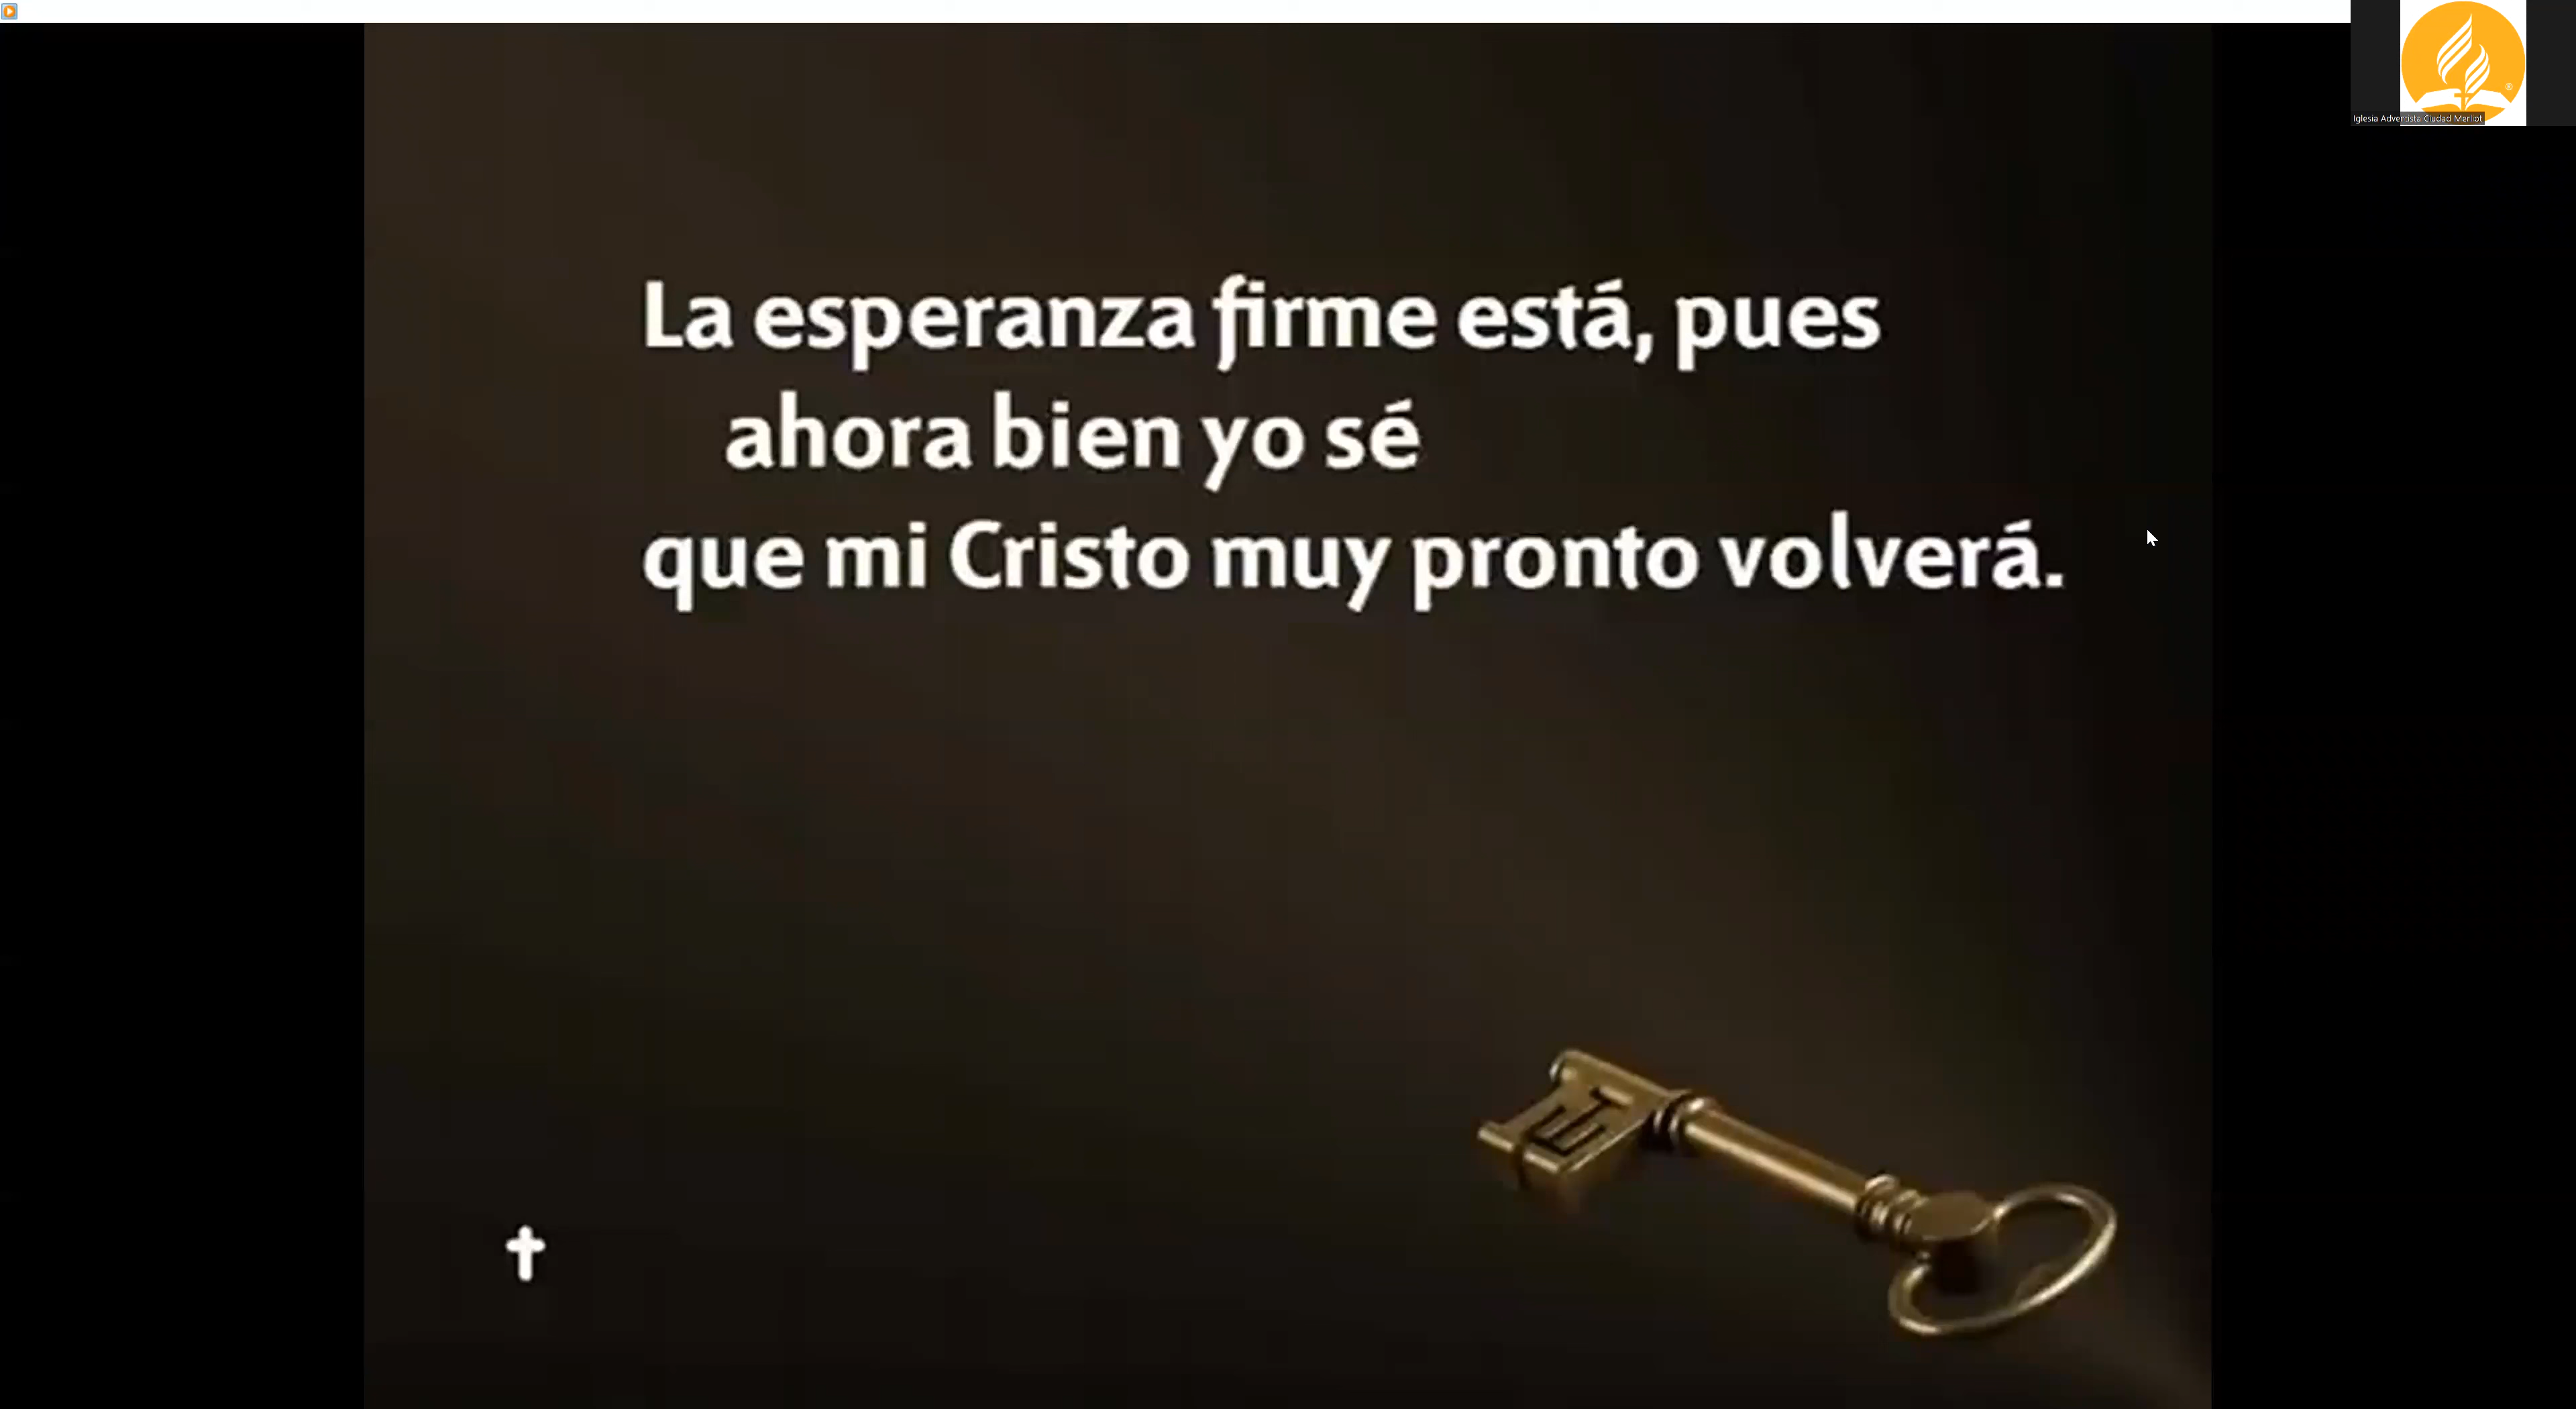 Iglesia Adventista Ciudad Merliot
La esperanza firme está, pues
ahora bien yo sé
que mi Cristo muy pronto volverá.